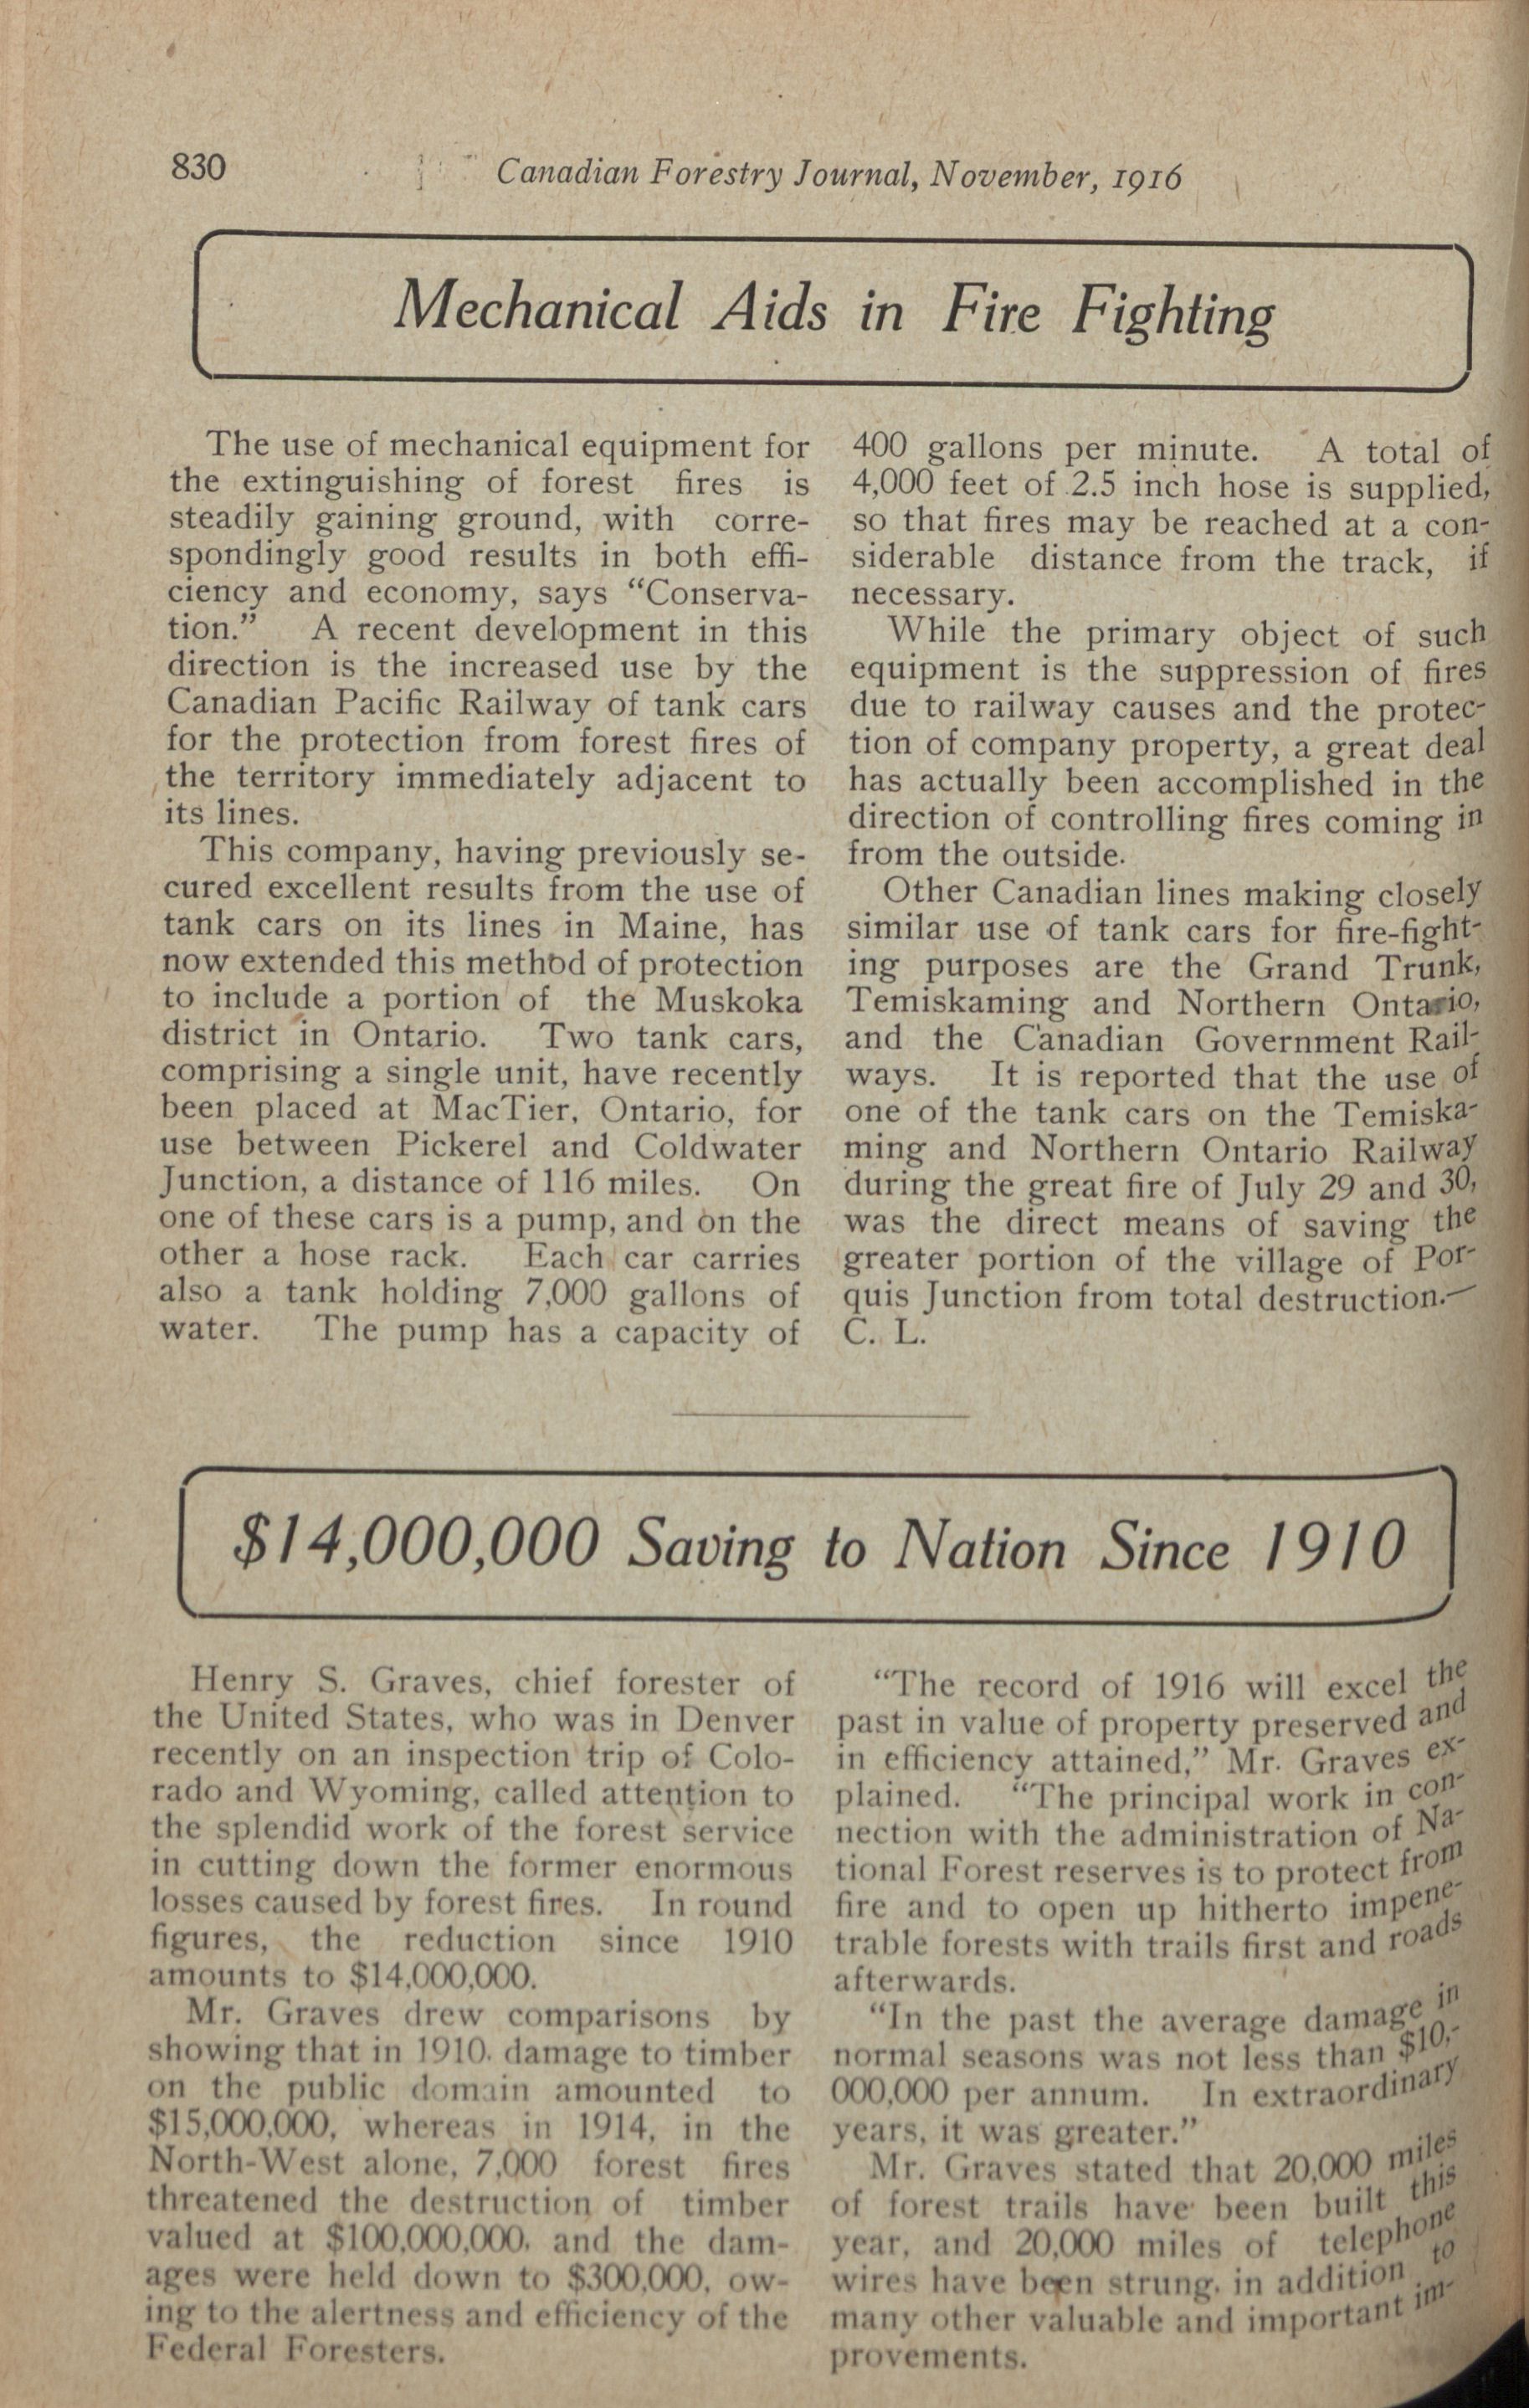 830
Canadian Forestry Journal, November, 1916
Mechanical Aids in Fire Fighting
The use of mechanical equipment for
the extinguishing of forest fires is
steadily gaining ground, with corre-
spondingly good results in both effi-
ciency and economy, says "Conserva-
tion." A recent development in this
direction is the increased use by the
Canadian Pacific Railway of tank cars
for the protection from forest fires of
the territory immediately adjacent to
its lines.
This company, having previously se-
cured excellent results from the use of
tank cars on its lines in Maine, has
now extended this method of protection
to include a portion of the Muskoka
district in Ontario. Two tank cars,
comprising a single unit, have recently
been placed at MacTier, Ontario, for
use between Pickerel and Coldwater
Junction, a distance of 116 miles. On
one of these cars is a pump, and on the
other a hose rack. Each car carries
also a tank holding 7,000 gallons of
water. The pump has a capacity of
400 gallons per minute. A total of
4,000 feet of 2.5 inch hose is supplied,
so that fires may be reached at a con-
siderable distance from the track, if
necessary.
While the primary object of such
equipment is the suppression of fires
due to railway causes and the protec-
tion of company property, a great deal
has actually been accomplished in the
direction of controlling fires coming in
from the outside.
Other Canadian lines making closely
similar use of tank cars for fire-fight-
ing purposes are the Grand Trunk,
Temiskaming and Northern Ontario,
and the Canadian Government Rail-
ways. It is reported that the use of
one of the tank cars on the Temiska-
ming and Northern Ontario Railway
during the great fire of July 29 and 30,
was the direct means of saving the
greater portion of the village of Por-
quis Junction from total destruction.—
C. L.
$14,000,000 Saving to Nation Since 1910
Henry S. Graves, chief forester of
the United States, who was in Denver
recently on an inspection trip of Colo-
rado and Wyoming, called attention to
the splendid work of the forest service
in cutting down the former enormous
losses caused by forest fires. In round
figures, the reduction since 1910
amounts to $14,000,000.
Mr. Graves drew comparisons by
showing that in 1910, damage to timber
on the public domain amounted to
$15,000,000, whereas in 1914, in the
North-West alone, 7,000 forest fires
threatened the destruction of timber
valued at $100,000,000, and the dam-
ages were held down to $300,000, ow-
ing to the alertness and efficiency of the
Federal Foresters.
"The record of 1916 will excel the
past in value of property preserved and
in efficiency attained," Mr. Graves ex-
plained. "The principal work in con-
nection with the administration of Na-
tional Forest reserves is to protect from
fire and to open up hitherto impene-
trable forests with trails first and roads
afterwards.
"In the past the average damage in
normal seasons was not less than $10,-
000,000 per annum. In extraordinary
years, it was greater."
Mr. Graves stated that 20,000 miles
of forest trails have been built this
year, and 20,000 miles of telephone
wires have been strung, in addition to
many other valuable and important im-
provements.